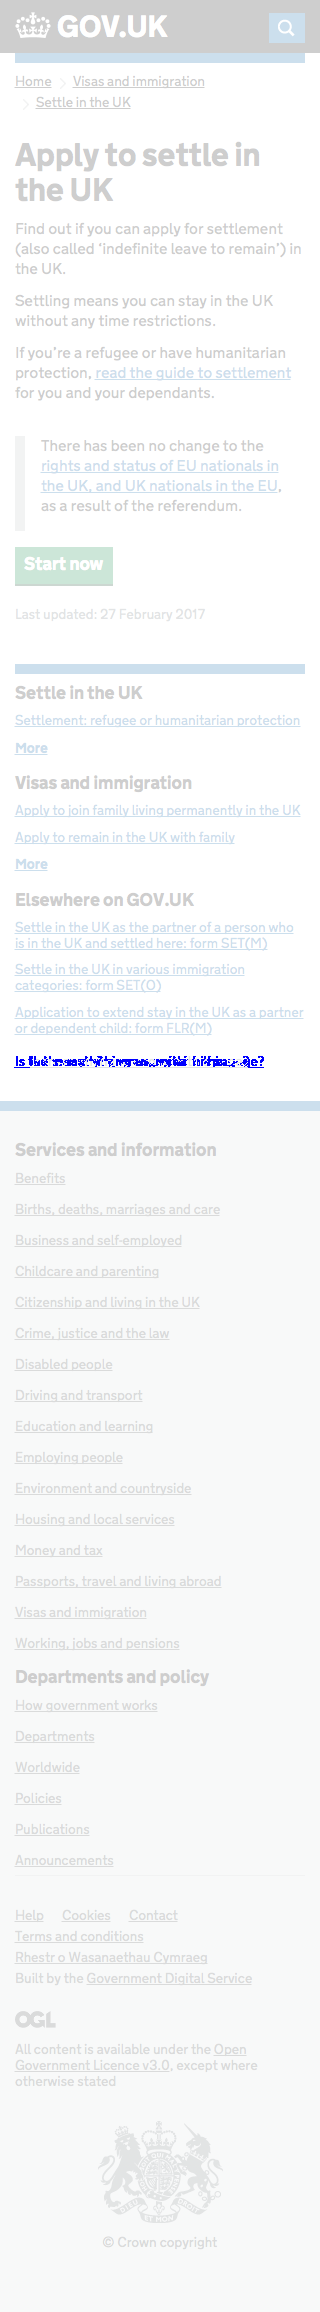 GOV.UK
Home
Visas and immigration
Settle in the UK
Apply to settle in
the UK
Find out if you can apply for settlement
(also called ‘indefinite leave to remain’) in
the UK.
Settling means you can stay in the UK
without any time restrictions.
If you’re a refugee or have humanitarian
protection, read the guide to settlement
for you and your dependants.
There has been no change to the
rights and status of EU nationals in
the UK, and UK nationals in the EU,
as a result of the referendum.
Start now
Last updated: 27 February 2017
Settle in the UK
Settlement: refugee or humanitarian protection
More
Visas and immigration
Apply to join family living permanently in the UK
Apply to remain in the UK with family
More
Elsewhere on GOV.UK
Settle in the UK as the partner of a person who
is in the UK and settled here: form SET(M)
Settle in the UK in various immigration
categories: form SET(O)
Application to extend stay in the UK as a partner
or dependent child: form FLR(M)
Is
Services and information
Benefits
Births, deaths, marriages and care
Business and self-employed
Childcare and parenting
Citizenship and living in the UK
Crime, justice and the law
Disabled people
Driving and transport
Education and learning
Employing people
Environment and countryside
Housing and local services
Money and tax
Passports, travel and living abroad
Visas and immigration
Working, jobs and pensions
Departments and policy
How government works
Departments
Worldwide
Policies
Publications
Announcements
Help Cookies Contact
Terms and conditions
Rhestr o Wasanaethau Cymraeg
Built by the Government Digital Service
OGL
All content is available under the Open
Government Licence v3.0, except where
otherwise stated
© Crown copyright